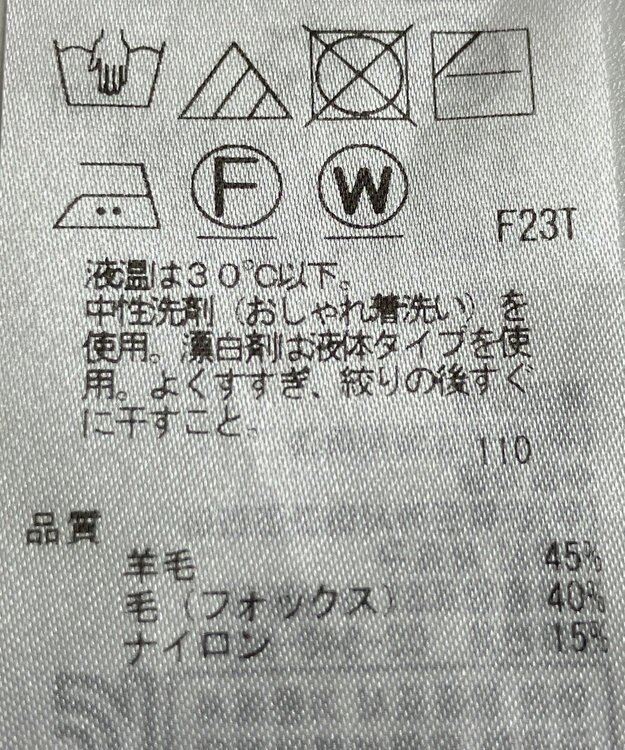 F W
F23T
液温は30℃以下。
中性洗剤（おしゃれ着洗い）を
使用。漂白剤は液体タイプを使
用。よくすすぎ、絞りの後すぐ
に干すこと。
110
品質
羊毛 45%
毛（フォックス） 40%
ナイロン 15%